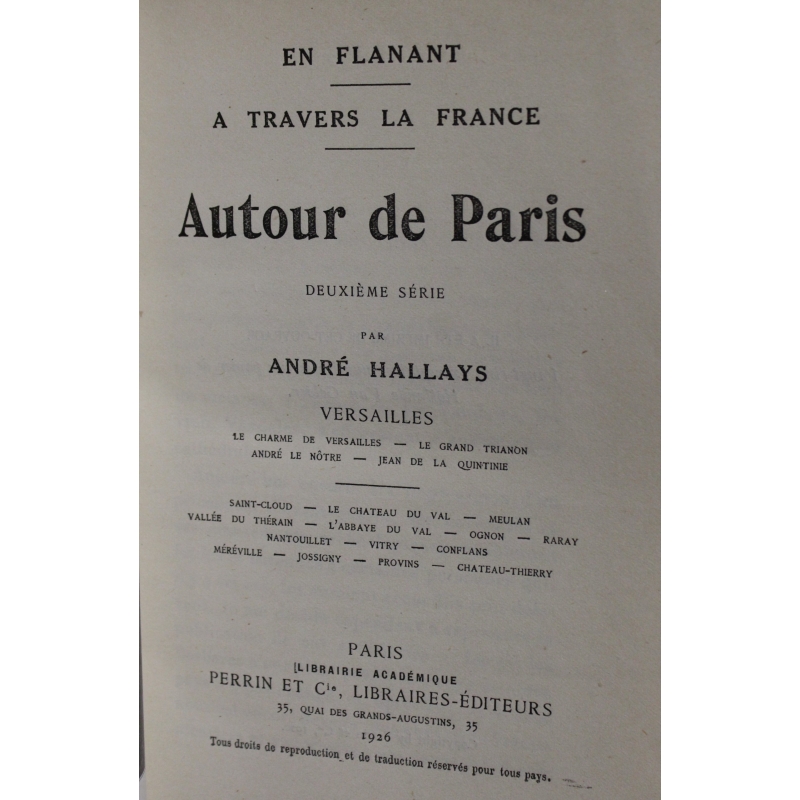 EN FLANANT
A TRAVERS LA FRANCE
Autour de Paris
DEUXIÈME SÉRIE
PAR
ANDRÉ HALLAYS
VERSAILLES
LE CHARME DE VERSAILLES — LE GRAND TRIANON
ANDRÉ LE NÔTRE — JEAN DE LA QUINTINIE
SAINT-CLOUD — LE CHATEAU DU VAL — MEULAN
VALLÉE DU THÉRAIN — L'ABBAYE DU VAL — OGNON — RARAY
NANTOUILLET — VITRY — CONFLANS
MÉRÉVILLE — JOSSIGNY — PROVINS — CHATEAU-THIERRY
PARIS
LIBRAIRIE ACADÉMIQUE
PERRIN ET Cie, LIBRAIRES-ÉDITEURS
35, QUAI DES GRANDS-AUGUSTINS, 35
1926
Tous droits de reproduction et de traduction réservés pour tous pays.